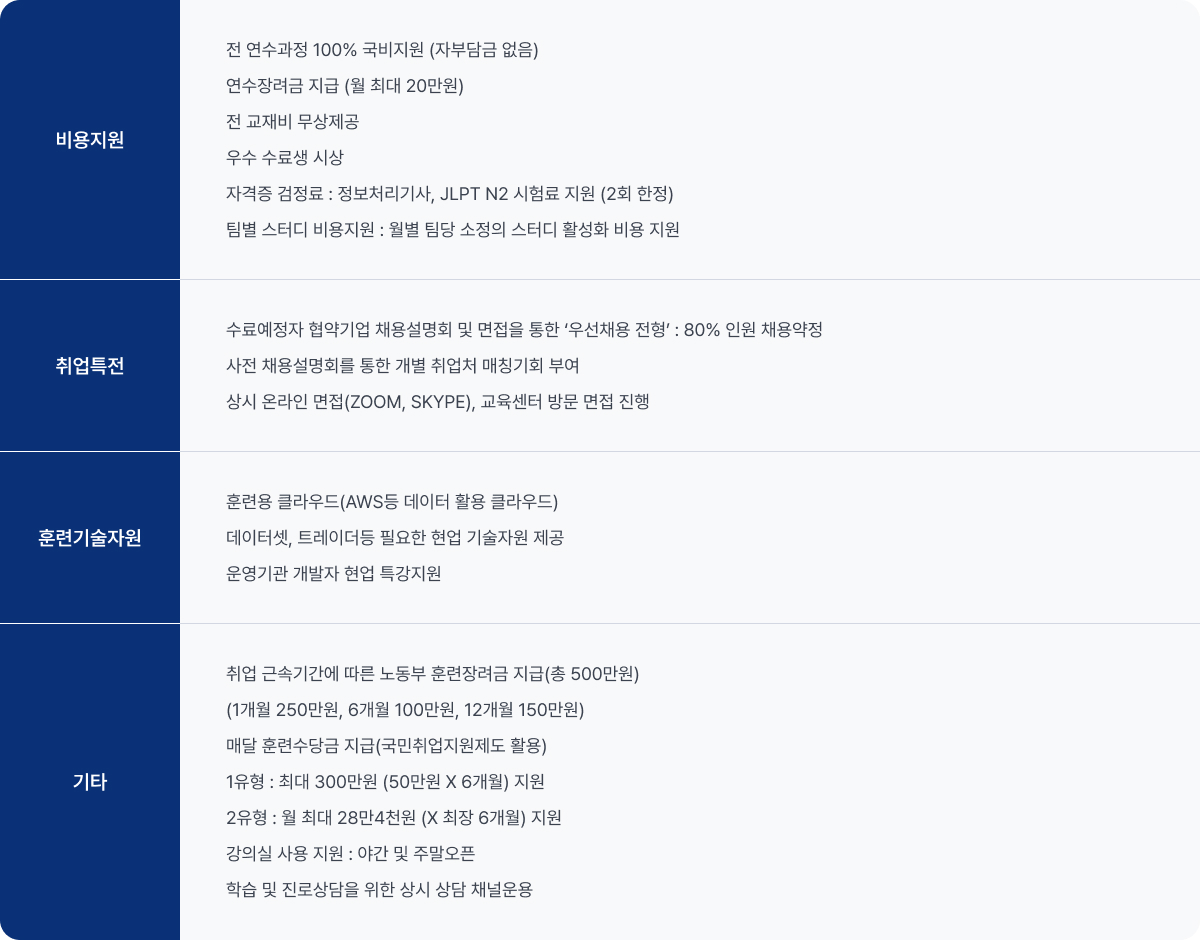 비용지원
전 연수과정 100% 국비지원 (자부담금 없음)
연수장려금 지급 (월 최대 20만원)
전 교재비 무상제공
우수 수료생 시상
자격증 검정료 : 정보처리기사, JLPT N2 시험료 지원 (2회 한정)
팀별 스터디 비용지원 : 월별 팀당 소정의 스터디 활성화 비용 지원
취업특전
수료예정자 협약기업 채용설명회 및 면접을 통한 ‘우선채용 전형’ : 80% 인원 채용약정
사전 채용설명회를 통한 개별 취업처 매칭기회 부여
상시 온라인 면접(ZOOM, SKYPE), 교육센터 방문 면접 진행
훈련기술자원
훈련용 클라우드(AWS등 데이터 활용 클라우드)
데이터셋, 트레이더등 필요한 현업 기술자원 제공
운영기관 개발자 현업 특강지원
기타
취업 근속기간에 따른 노동부 훈련장려금 지급(총 500만원)
(1개월 250만원, 6개월 100만원, 12개월 150만원)
매달 훈련수당금 지급(국민취업지원제도 활용)
1유형 : 최대 300만원 (50만원 X 6개월) 지원
2유형 : 월 최대 28만4천원 (X 최장 6개월) 지원
강의실 사용 지원 : 야간 및 주말오픈
학습 및 진로상담을 위한 상시 상담 채널운용